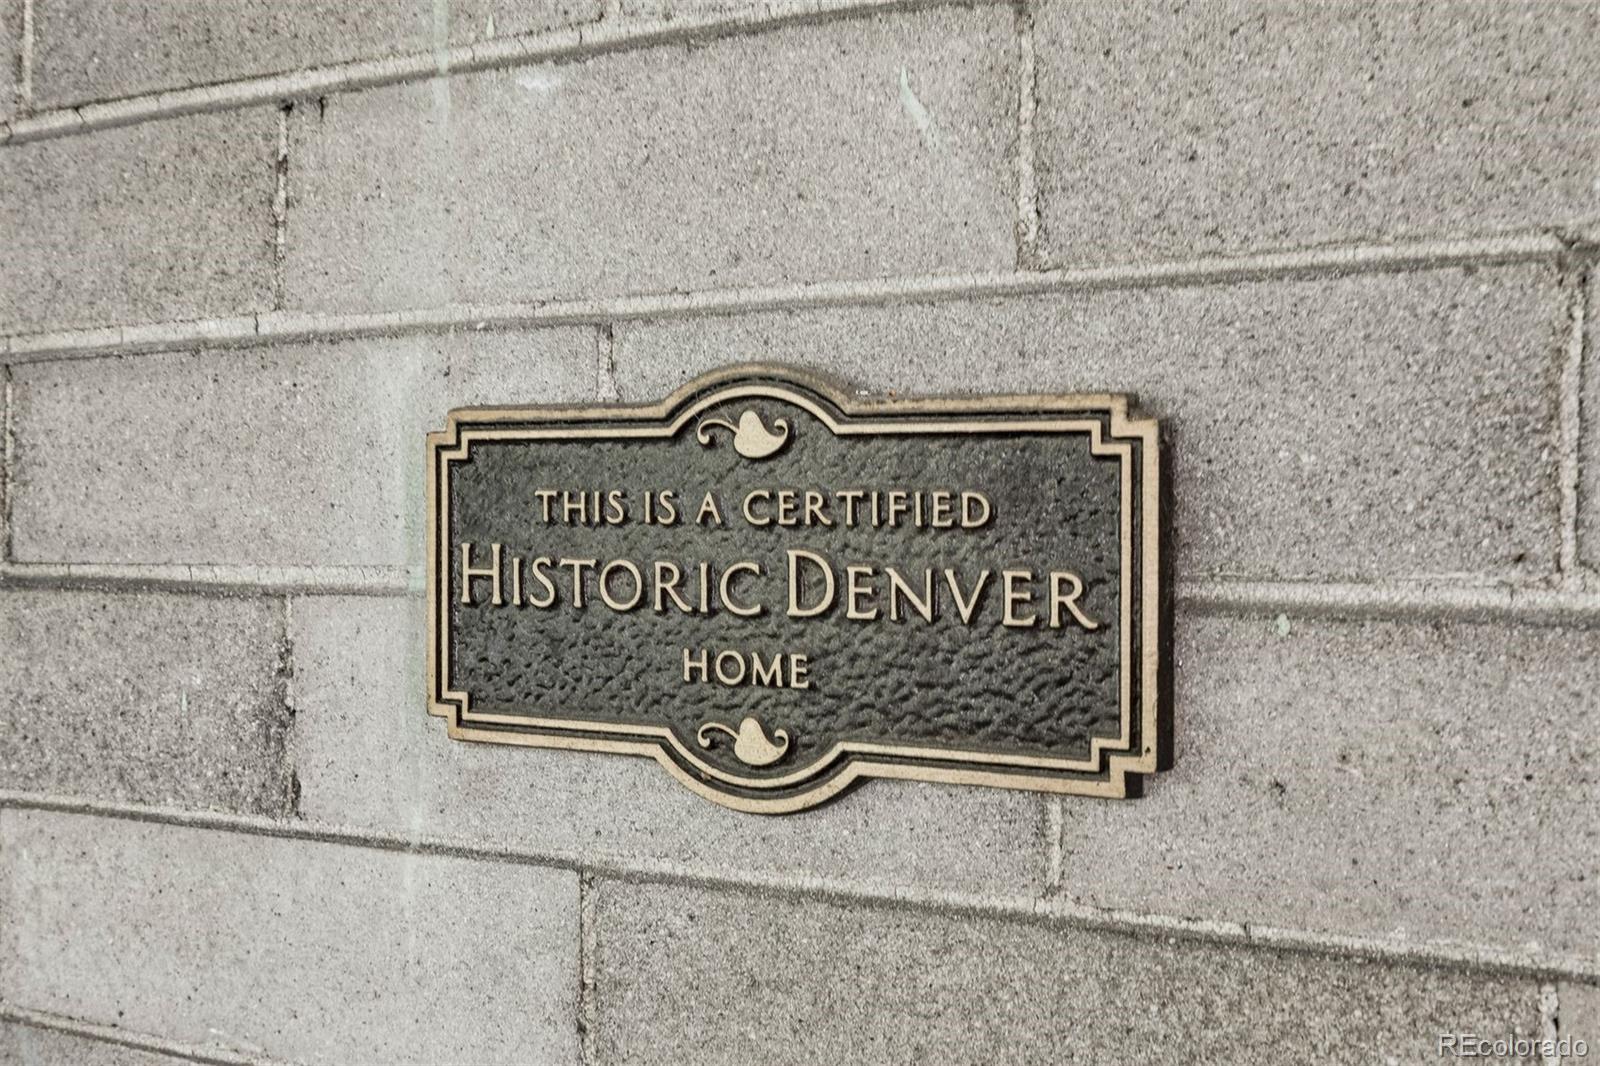 THIS IS A CERTIFIED
HISTORIC DENVER
HOME
REcolorado